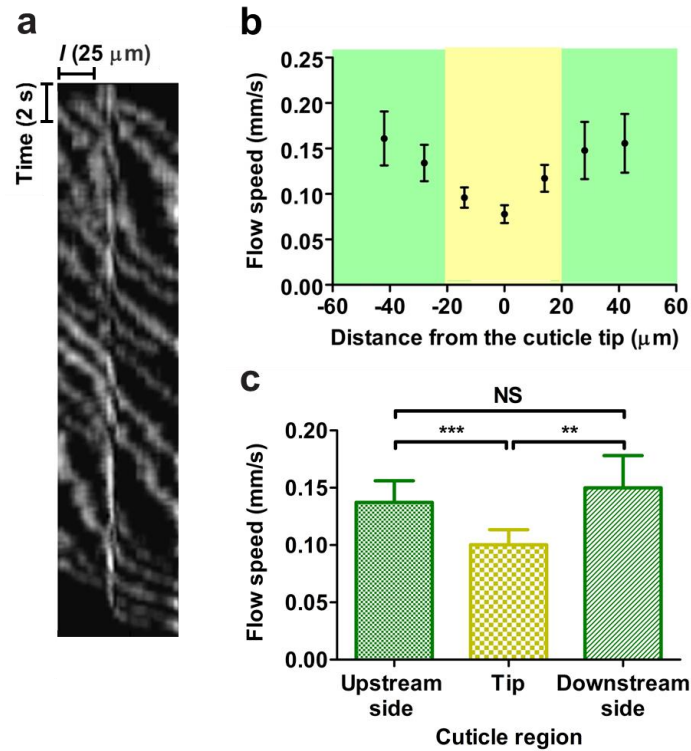 a
l (25 μm)
Time (2 s)
b
Flow speed (mm/s)
0.25
0.20
0.15
0.10
0.05
0.00
-60 -40 -20 0 20 40 60
Distance from the cuticle tip (μm)
c
NS
*** **
Flow speed (mm/s)
0.20
0.15
0.10
0.05
0.00
Upstream Tip Downstream
side side
Cuticle region